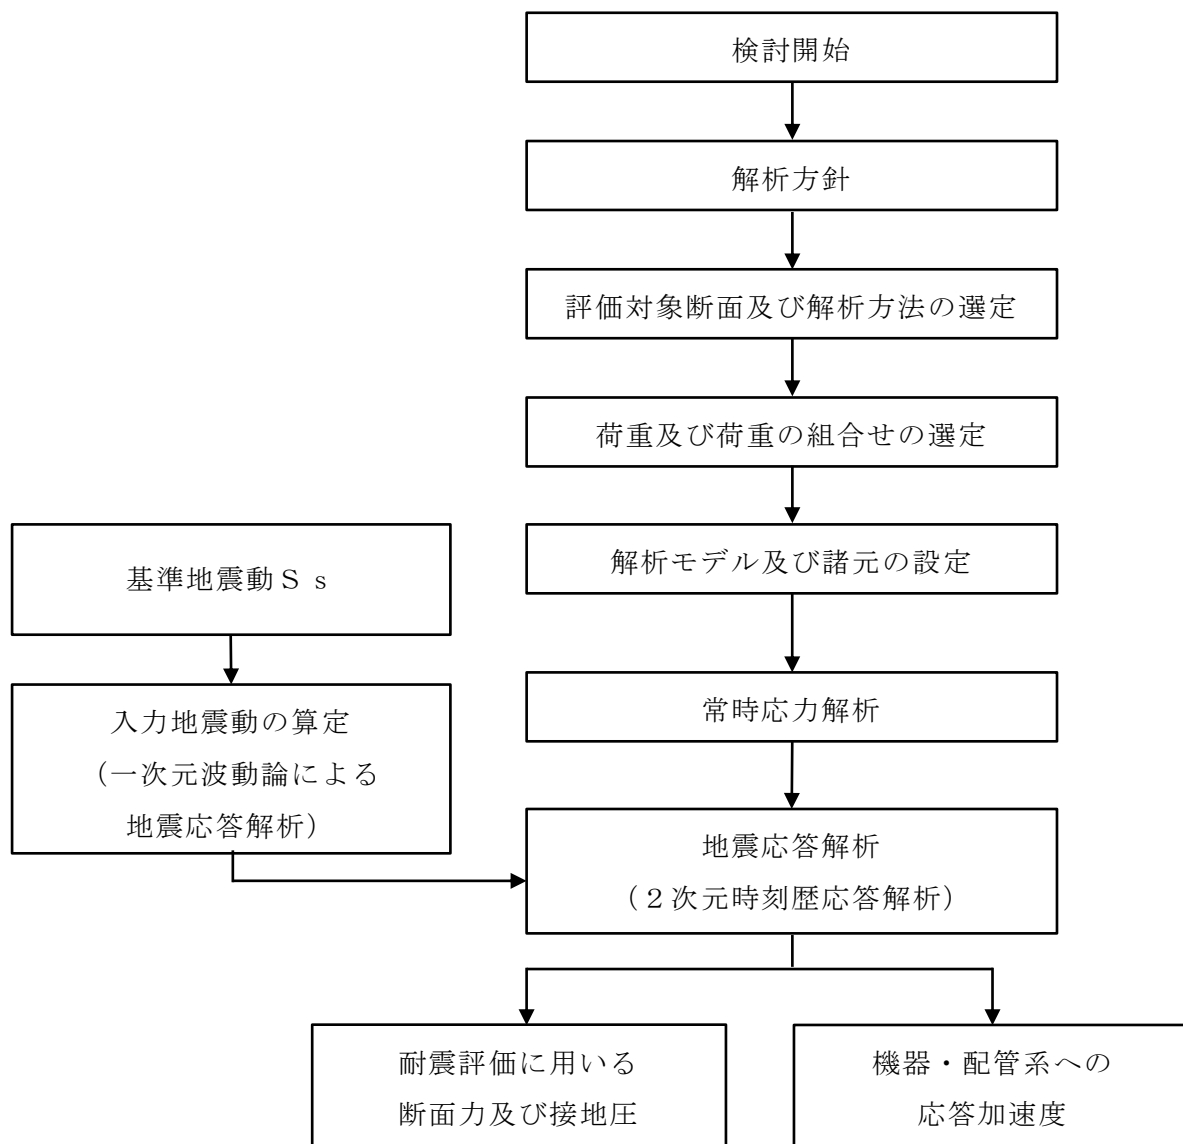 検討開始
解析方針
評価対象断面及び解析方法の選定
荷重及び荷重の組合せの選定
解析モデル及び諸元の設定
基準地震動Ｓｓ
入力地震動の算定
（一次元波動論による
地震応答解析）
常時応力解析
地震応答解析
（２次元時刻歴応答解析）
耐震評価に用いる
断面力及び接地圧
機器・配管系への
応答加速度